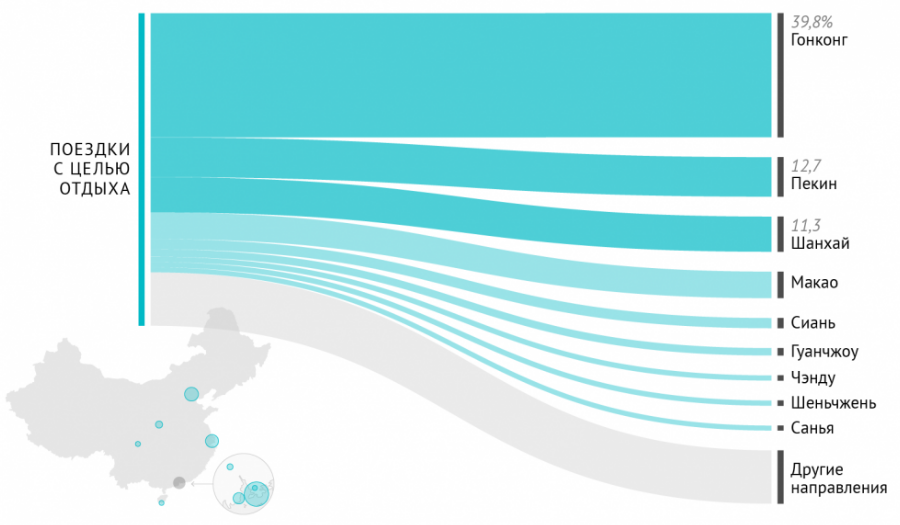 ПОЕЗДКИ
С ЦЕЛЬЮ
ОТДЫХА
39,8%
Гонконг
12,7
Пекин
11,3
Шанхай
Макао
Сиань
Гуанчжоу
Чэнду
Шеньчжень
Санья
Другие
направления